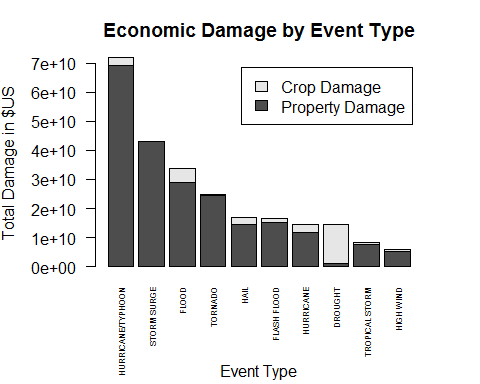 Economic Damage by Event Type
Total Damage in $US
7e+10
6e+10
5e+10
4e+10
3e+10
2e+10
1e+10
0e+00
Crop Damage
Property Damage
HURRICANE/TYPHOON
STORM SURGE
FLOOD
TORNADO
HAIL
FLASH FLOOD
HURRICANE
DROUGHT
TROPICAL STORM
HIGH WIND
Event Type